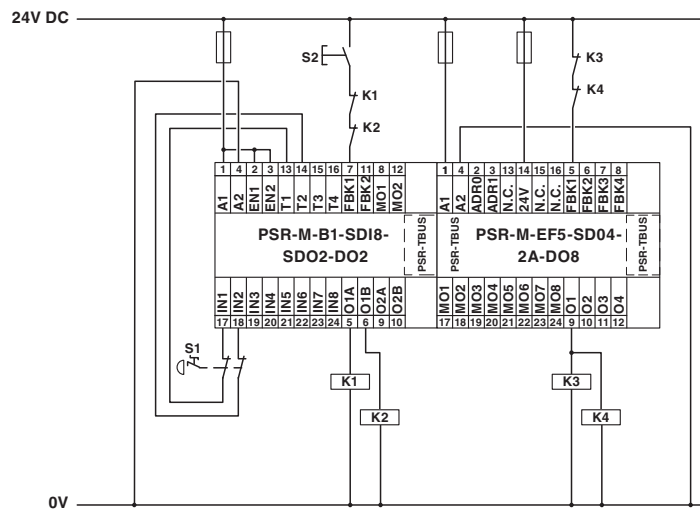 24V DC
S2
K1
K2
K3
K4
1 4 2 3 13 14 15 16 7 11 8 12
A1 A2 EN1 EN2 T1 T2 T3 T4 FBK1 FBK2 MO1 MO2
1 4 2 3 13 14 15 16 5 6 7 8
A1 A2 ADR0 ADR1 N.C. 24V N.C. N.C. FBK1 FBK2 FBK3 FBK4
PSR-M-B1-SDI8-
SDO2-DO2
PSR-TBUS
PSR-TBUS
PSR-M-EF5-SD04-
2A-DO8
PSR-TBUS
IN1 IN2 IN3 IN4 IN5 IN6 IN7 IN8 O1A O1B O2A O2B
17 18 19 20 21 22 23 24 5 6 9 10
MO1 MO2 MO3 MO4 MO5 MO6 MO7 MO8 O1 O2 O3 O4
17 18 19 20 21 22 23 24 9 10 11 12
S1
K1
K2
K3
K4
0V